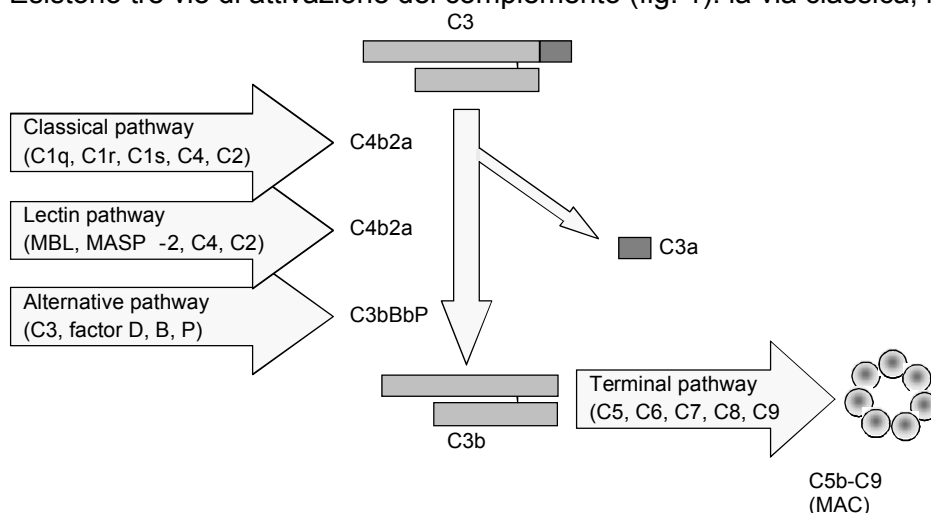 Esistono tre vie di attivazione del complemento (fig. 1): la via classica,
C3
Classical pathway
(C1q, C1r, C1s, C4, C2)
C4b2a
Lectin pathway
(MBL, MASP -2, C4, C2)
C4b2a
C3a
Alternative pathway
(C3, factor D, B, P)
C3bBbP
Terminal pathway
(C5, C6, C7, C8, C9
C3b
C5b-C9
(MAC)